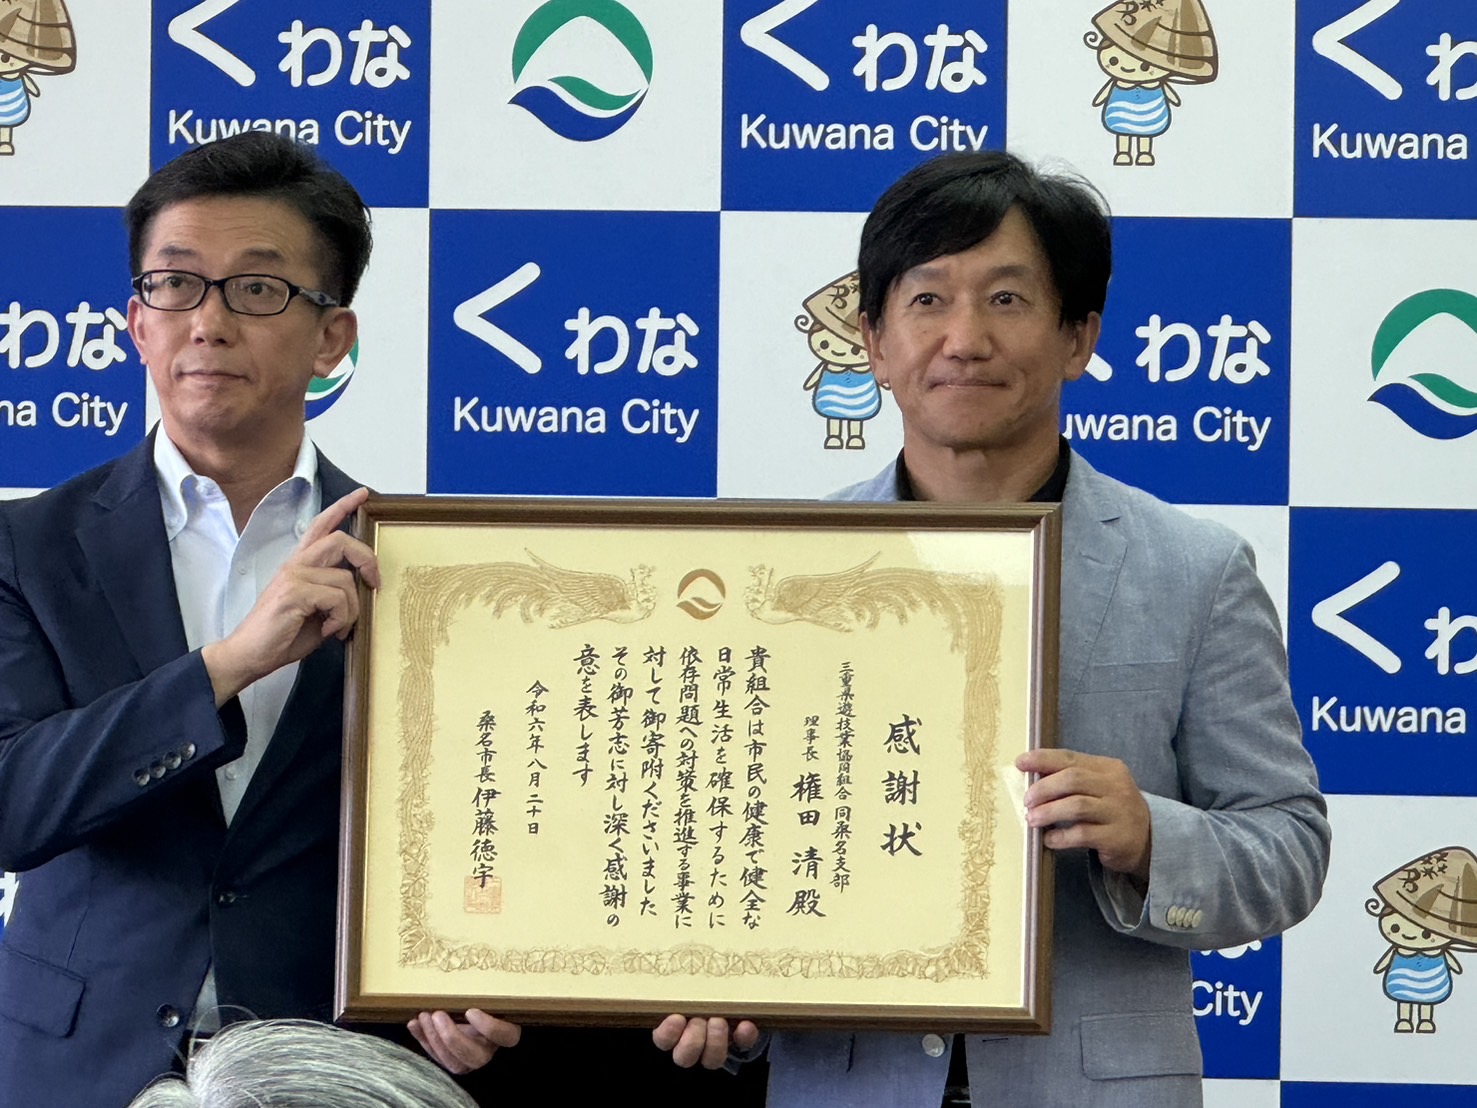 くわな
Kuwana City
くわな
Kuwana City
くわな
Kuwana
わな
na City
くわな
Kuwana City
わな
uwana City
くわ
Kuwana
City
感謝状
三重県遊技業協同組合 同桑名支部
理事長 権田 清 殿
貴組合は市民の健康で健全な
日常生活を確保するために
依存問題への対策を推進する事業に
対して御寄附くださいました
その御芳志に対し深く感謝の
意を表します
令和六年八月二十日
桑名市長 伊藤徳宇